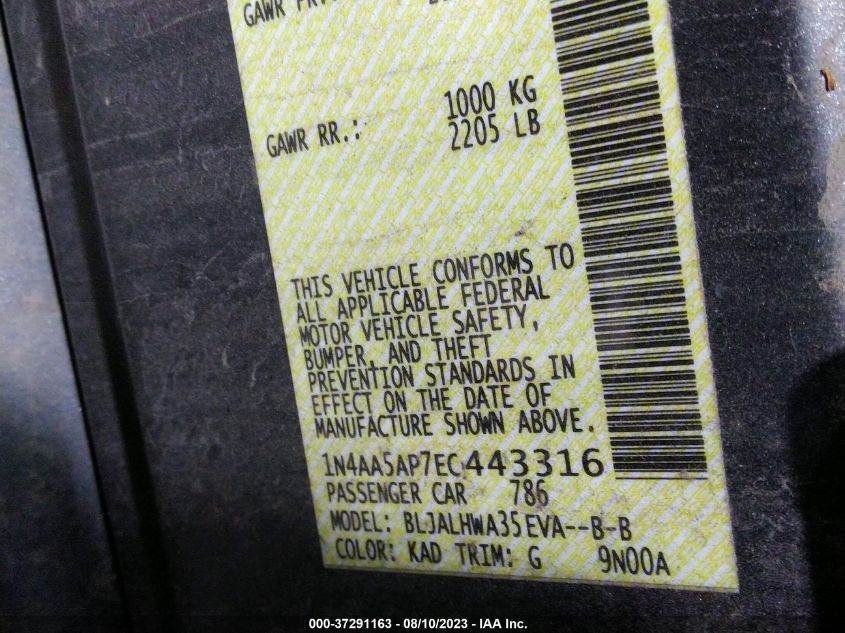 GAWR
1000 KG
GAWR RR.: 2205 LB
THIS VEHICLE CONFORMS TO
ALL APPLICABLE FEDERAL
MOTOR VEHICLE SAFETY,
BUMPER, AND THEFT
PREVENTION STANDARDS IN
EFFECT ON THE DATE OF
MANUFACTURE SHOWN ABOVE.
1N4AA5AP7EC443316
PASSENGER CAR 786
MODEL: BLJALHWA35EVA--B-B
COLOR: KAD TRIM: G 9N00A
000-37291163 - 08/10/2023 - IAA Inc.